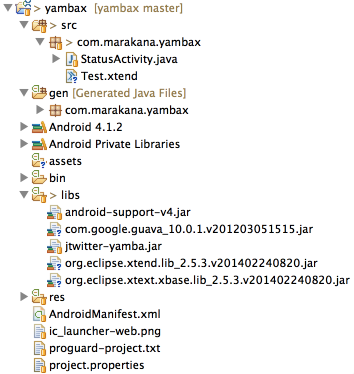 > yambax [yambax master]
> src
> com.marakana.yambax
> StatusActivity.java
Test.xtend
gen [Generated Java Files]
com.marakana.yambax
Android 4.1.2
Android Private Libraries
assets
bin
> libs
android-support-v4.jar
com.google.guava_10.0.1.v201203051515.jar
jtwitter-yamba.jar
org.eclipse.xtend.lib_2.5.3.v201402240820.jar
org.eclipse.xtext.xbase.lib_2.5.3.v201402240820.jar
> res
AndroidManifest.xml
ic_launcher-web.png
proguard-project.txt
project.properties